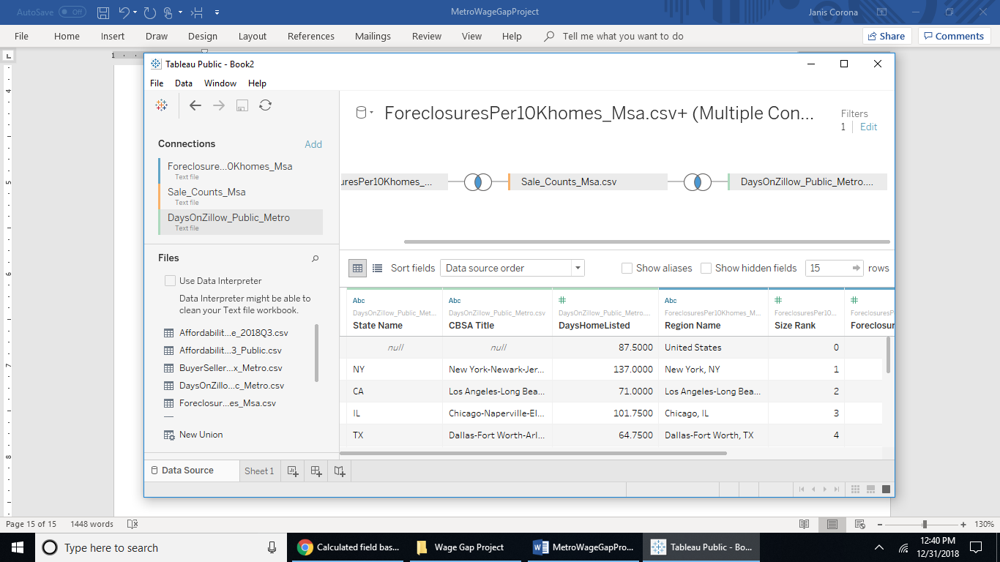 AutoSave Off MetroWageGapProject Janis Corona
File Home Insert Draw Design Layout References Mailings Review View Help Tell me what you want to do Share Comments
1
Tableau Public - Book2
File Data Window Help
ForeclosuresPer10Khomes_Msa.csv+ (Multiple Con...
Filters
1 Edit
Connections Add
Foreclosure...0Khomes_Msa
Text file
Sale_Counts_Msa
Text file
DaysOnZillow_Public_Metro
Text file
uresPer10Khomes_... Sale_Counts_Msa.csv DaysOnZillow_Public_Metro....
Files
Use Data Interpreter
Data Interpreter might be able to
clean your Text file workbook.
Affordabilit...e_2018Q3.csv
Affordabilit...3_Public.csv
BuyerSeller...x_Metro.csv
DaysOnZillo...c_Metro.csv
Foreclosur...es_Msa.csv
New Union
Sort fields Data source order Show aliases Show hidden fields 15 rows
Abc Abc # Abc # #
DaysOnZillow_Public_Met... DaysOnZillow_Public_Metro.csv DaysOnZillow_Public_Metro.... ForeclosuresPer10Khomes_M... ForeclosuresPer10... ForeclosuresP
State Name CBSA Title DaysHomeListed Region Name Size Rank Foreclosur
null null 87.5000 United States 0
NY New York-Newark-Jer... 137.0000 New York, NY 1
CA Los Angeles-Long Bea... 71.0000 Los Angeles-Long Bea... 2
IL Chicago-Naperville-El... 101.7500 Chicago, IL 3
TX Dallas-Fort Worth-Arl... 64.7500 Dallas-Fort Worth, TX 4
Data Source Sheet 1
4
5
6
7
8
Page 15 of 15 1448 words 130%
Type here to search Calculated field bas... Wage Gap Project MetroWageGapPro... Tableau Public - Bo... 12:40 PM
12/31/2018